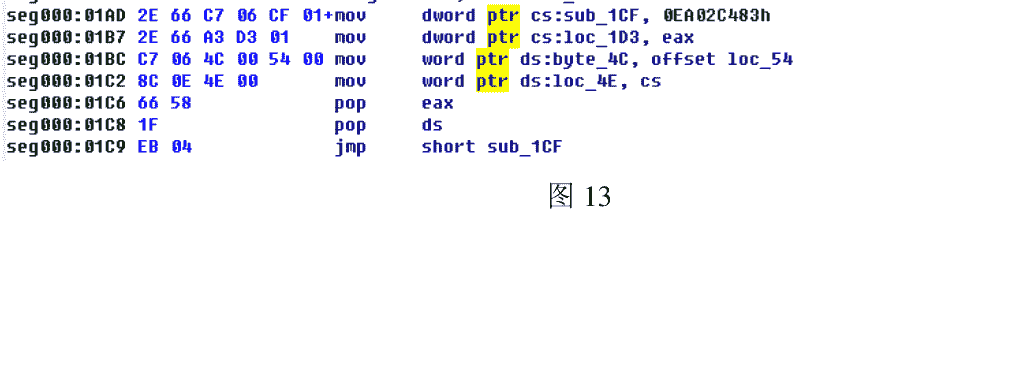 seg000:01AD 2E 66 C7 06 CF 01+mov dword ptr cs:sub_1CF, 0EA02C483h
seg000:01B7 2E 66 A3 D3 01 mov dword ptr cs:loc_1D3, eax
seg000:01BC C7 06 4C 00 54 00 mov word ptr ds:byte_4C, offset loc_54
seg000:01C2 8C 0E 4E 00 mov word ptr ds:loc_4E, cs
seg000:01C6 66 58 pop eax
seg000:01C8 1F pop ds
seg000:01C9 EB 04 jmp short sub_1CF
图 13